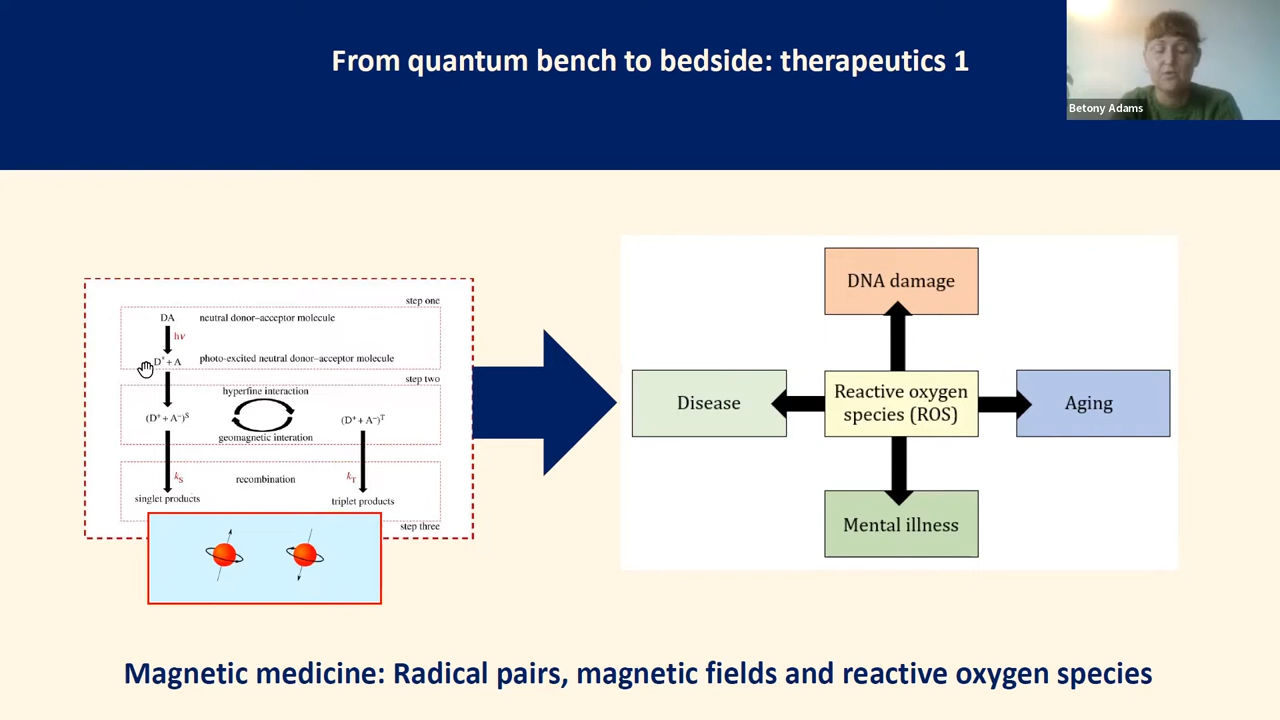 From quantum bench to bedside: therapeutics 1
Betony Adams
step one
DA neutral donor–acceptor molecule
hν
D* + A photo-excited neutral donor–acceptor molecule
step two
hyperfine interaction
(D⁺ + A⁻)ˢ (D⁺ + A⁻)ᵀ
geomagnetic interation
kS recombination kT
singlet products triplet products
step three
DNA damage
Disease
Reactive oxygen
species (ROS)
Aging
Mental illness
Magnetic medicine: Radical pairs, magnetic fields and reactive oxygen species